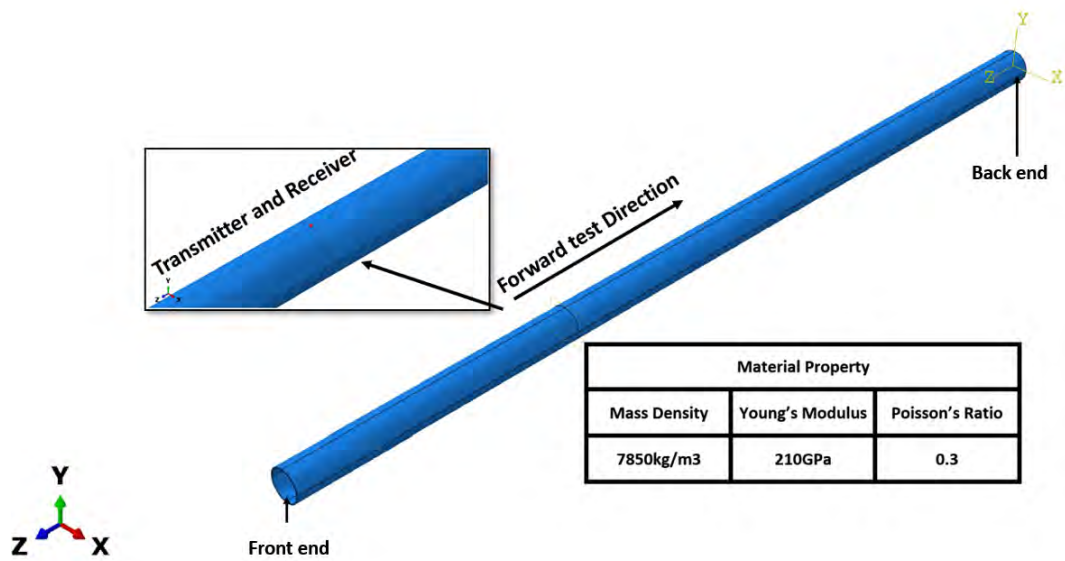 Y
Z X
Back end
Transmitter and Receiver
Y
Z X
Forward test Direction
Material Property
Mass Density Young's Modulus Poisson's Ratio
7850kg/m3 210GPa 0.3
Y
Z X
Front end